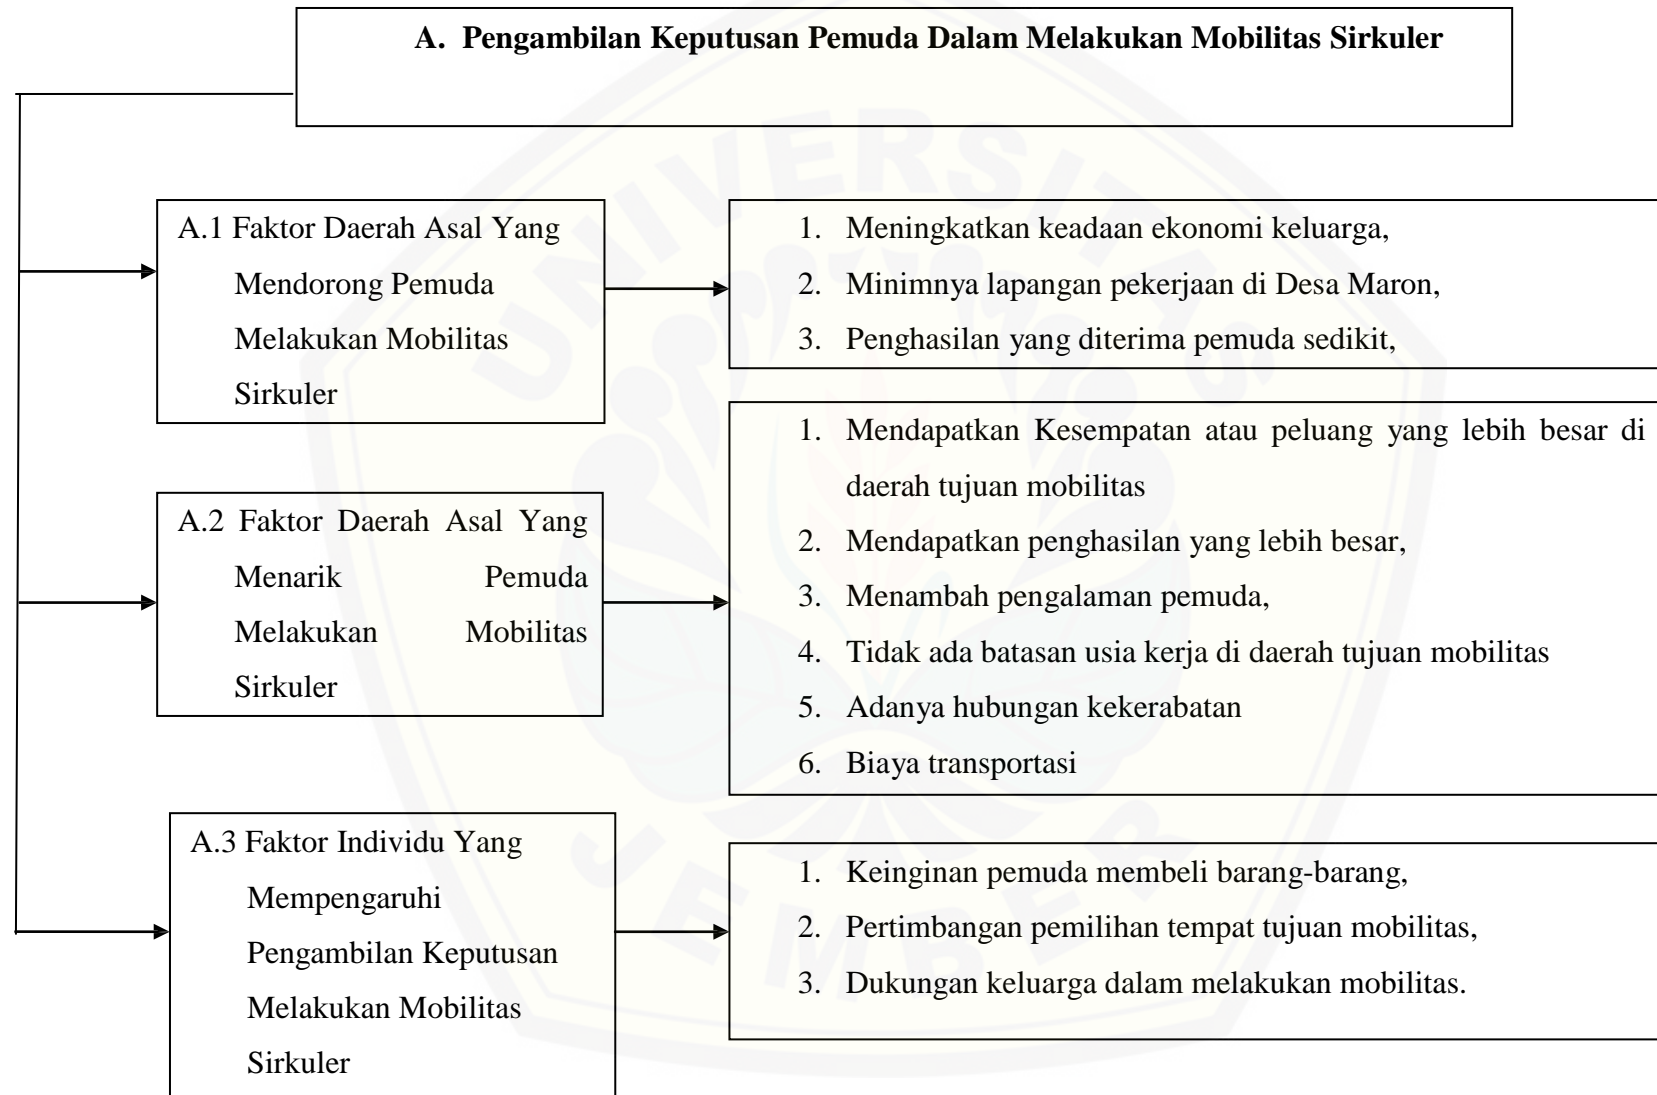 A. Pengambilan Keputusan Pemuda Dalam Melakukan Mobilitas Sirkuler
A.1 Faktor Daerah Asal Yang
Mendorong Pemuda
Melakukan Mobilitas
Sirkuler
1. Meningkatkan keadaan ekonomi keluarga,
2. Minimnya lapangan pekerjaan di Desa Maron,
3. Penghasilan yang diterima pemuda sedikit,
A.2 Faktor Daerah Asal Yang
Menarik Pemuda
Melakukan Mobilitas
Sirkuler
1. Mendapatkan Kesempatan atau peluang yang lebih besar di
daerah tujuan mobilitas
2. Mendapatkan penghasilan yang lebih besar,
3. Menambah pengalaman pemuda,
4. Tidak ada batasan usia kerja di daerah tujuan mobilitas
5. Adanya hubungan kekerabatan
6. Biaya transportasi
A.3 Faktor Individu Yang
Mempengaruhi
Pengambilan Keputusan
Melakukan Mobilitas
Sirkuler
1. Keinginan pemuda membeli barang-barang,
2. Pertimbangan pemilihan tempat tujuan mobilitas,
3. Dukungan keluarga dalam melakukan mobilitas.
UNIVERSITAS
JEMBER